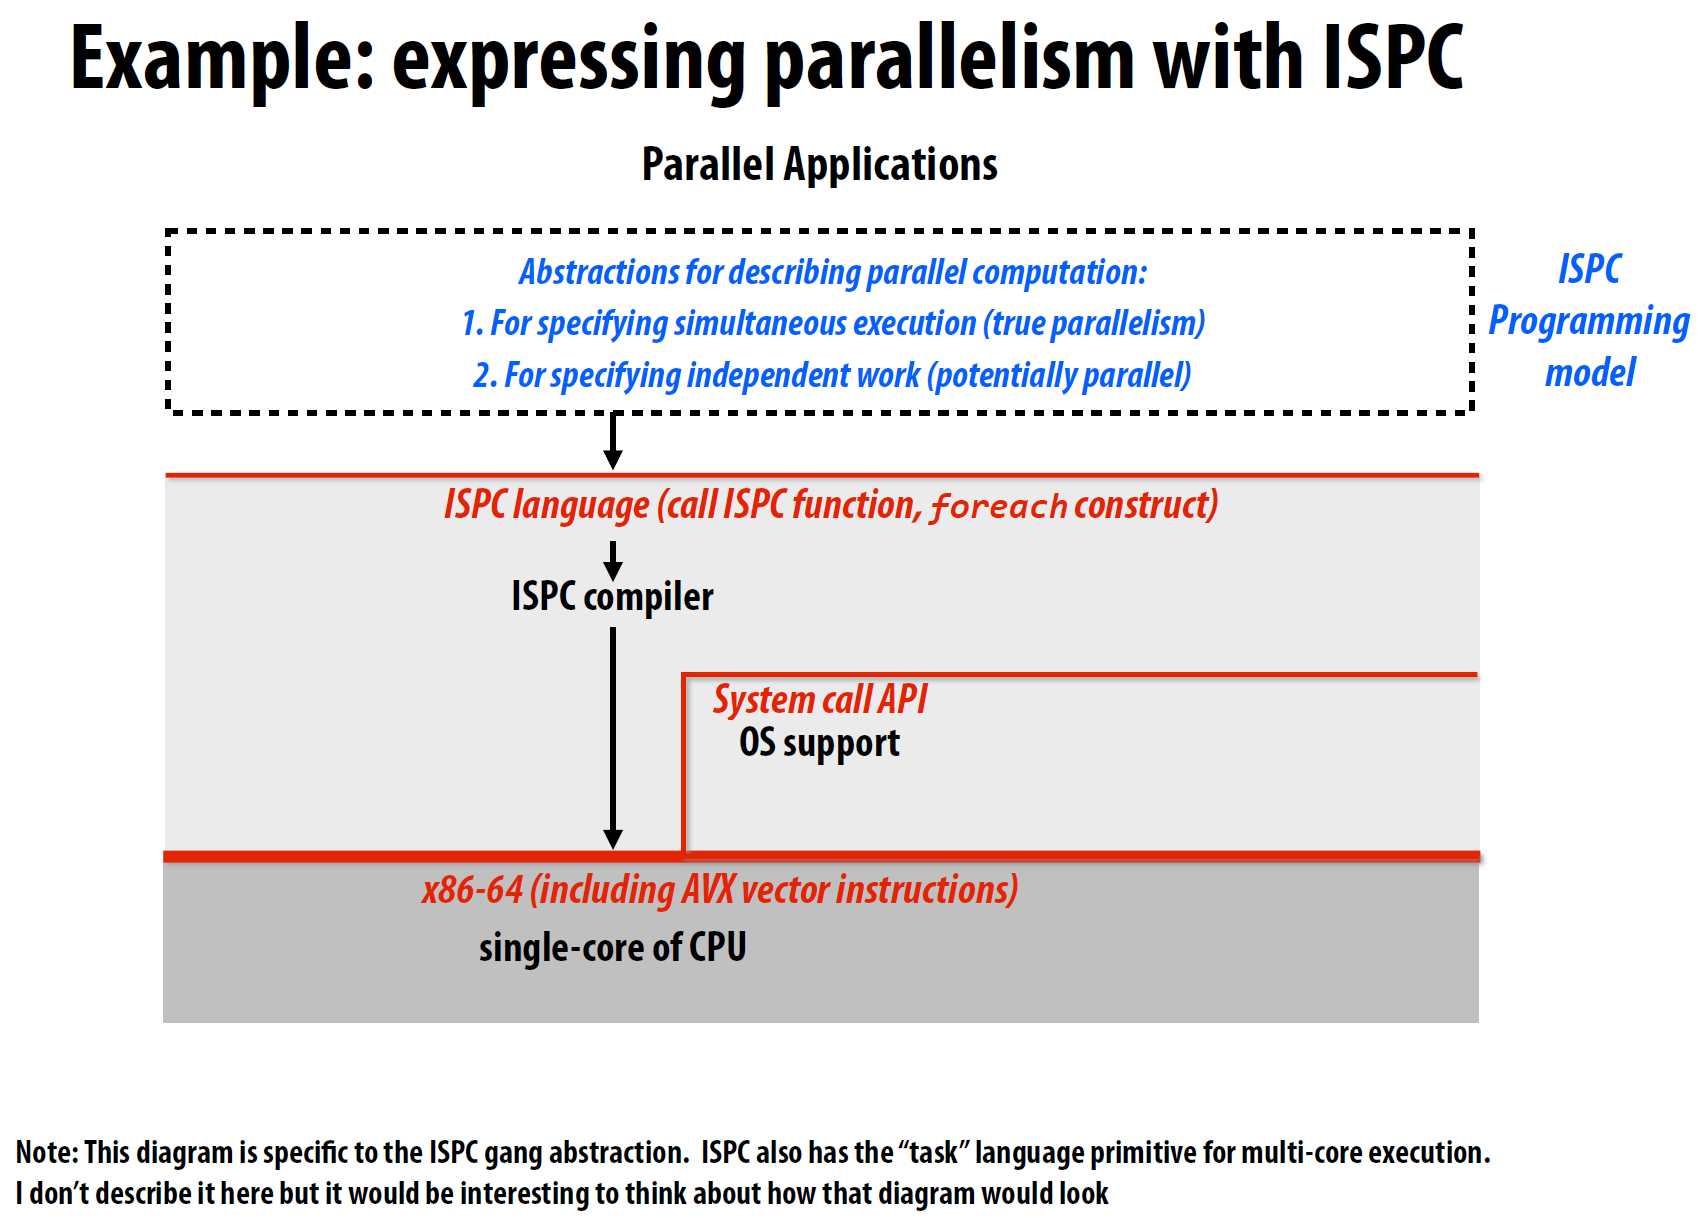 Example: expressing parallelism with ISPC
Parallel Applications
Abstractions for describing parallel computation:
1. For specifying simultaneous execution (true parallelism)
2. For specifying independent work (potentially parallel)
ISPC
Programming
model
ISPC language (call ISPC function, foreach construct)
ISPC compiler
System call API
OS support
x86-64 (including AVX vector instructions)
single-core of CPU
Note: This diagram is specific to the ISPC gang abstraction.  ISPC also has the “task” language primitive for multi-core execution.
I don’t describe it here but it would be interesting to think about how that diagram would look